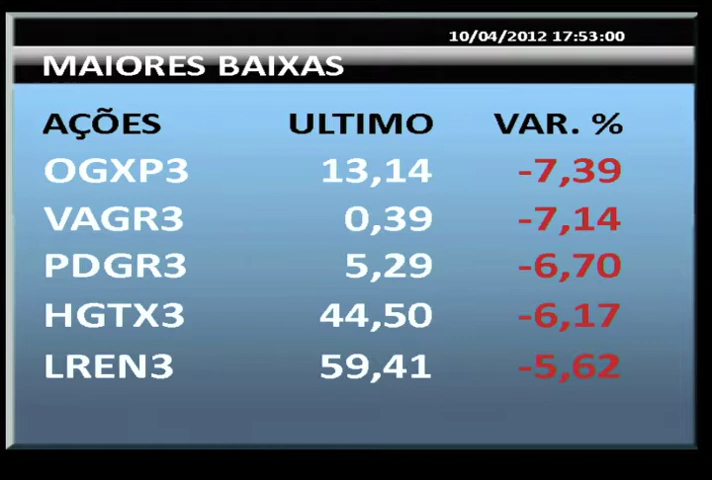 10/04/2012 17:53:00
MAIORES BAIXAS
AÇÕES ULTIMO VAR. %
OGXP3 13,14 -7,39
VAGR3 0,39 -7,14
PDGR3 5,29 -6,70
HGTX3 44,50 -6,17
LREN3 59,41 -5,62